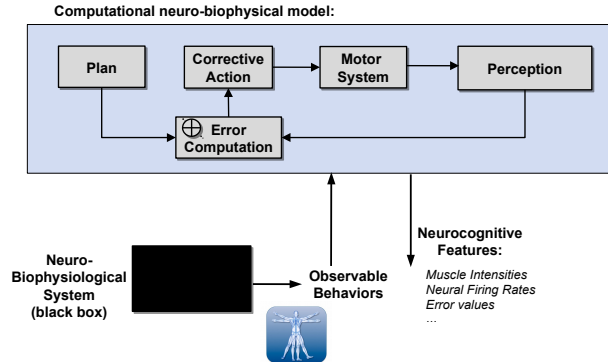 Computational neuro-biophysical model:
Plan
Corrective
Action
Motor
System
Perception
Error
Computation
Neuro-
Biophysiological
System
(black box)
Observable
Behaviors
Neurocognitive
Features:
Muscle Intensities
Neural Firing Rates
Error values
...